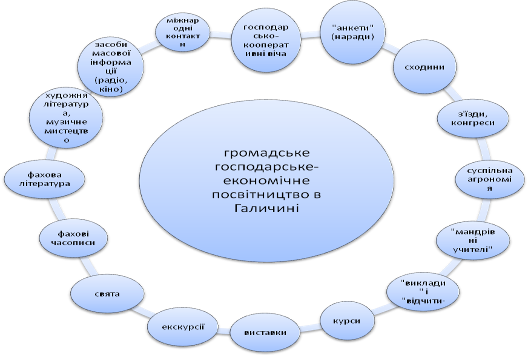 громадське
господарське-
економічне
посвітництво в
Галичині
господар
сько-
кооперат
ивні віча
"анкети"
(наради)
сходини
з'їзди,
конгреси
суспільна
агрономі
я
"мандрів
ні
учителі"
"виклади
" і
"відчити-
курси
виставки
екскурсії
свята
фахові
часописи
фахова
література
художня
літератур
а,
музичне
мистецтв
о
засоби
масової
інформа
ції
(радіо,
кіно)
міжнар
одні
контакт
и